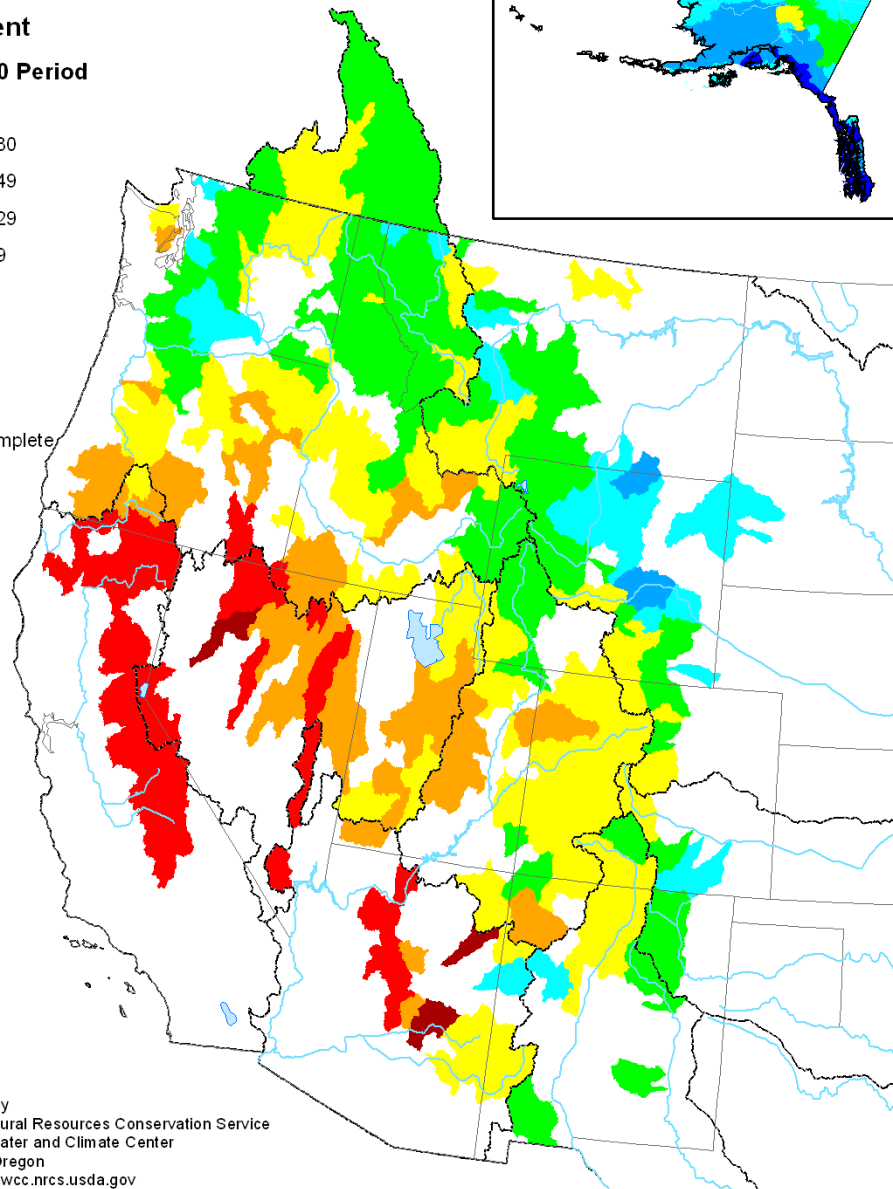 ent
0 Period
30
49
29
9
mplete
y
ural Resources Conservation Service
ater and Climate Center
Oregon
wcc.nrcs.usda.gov